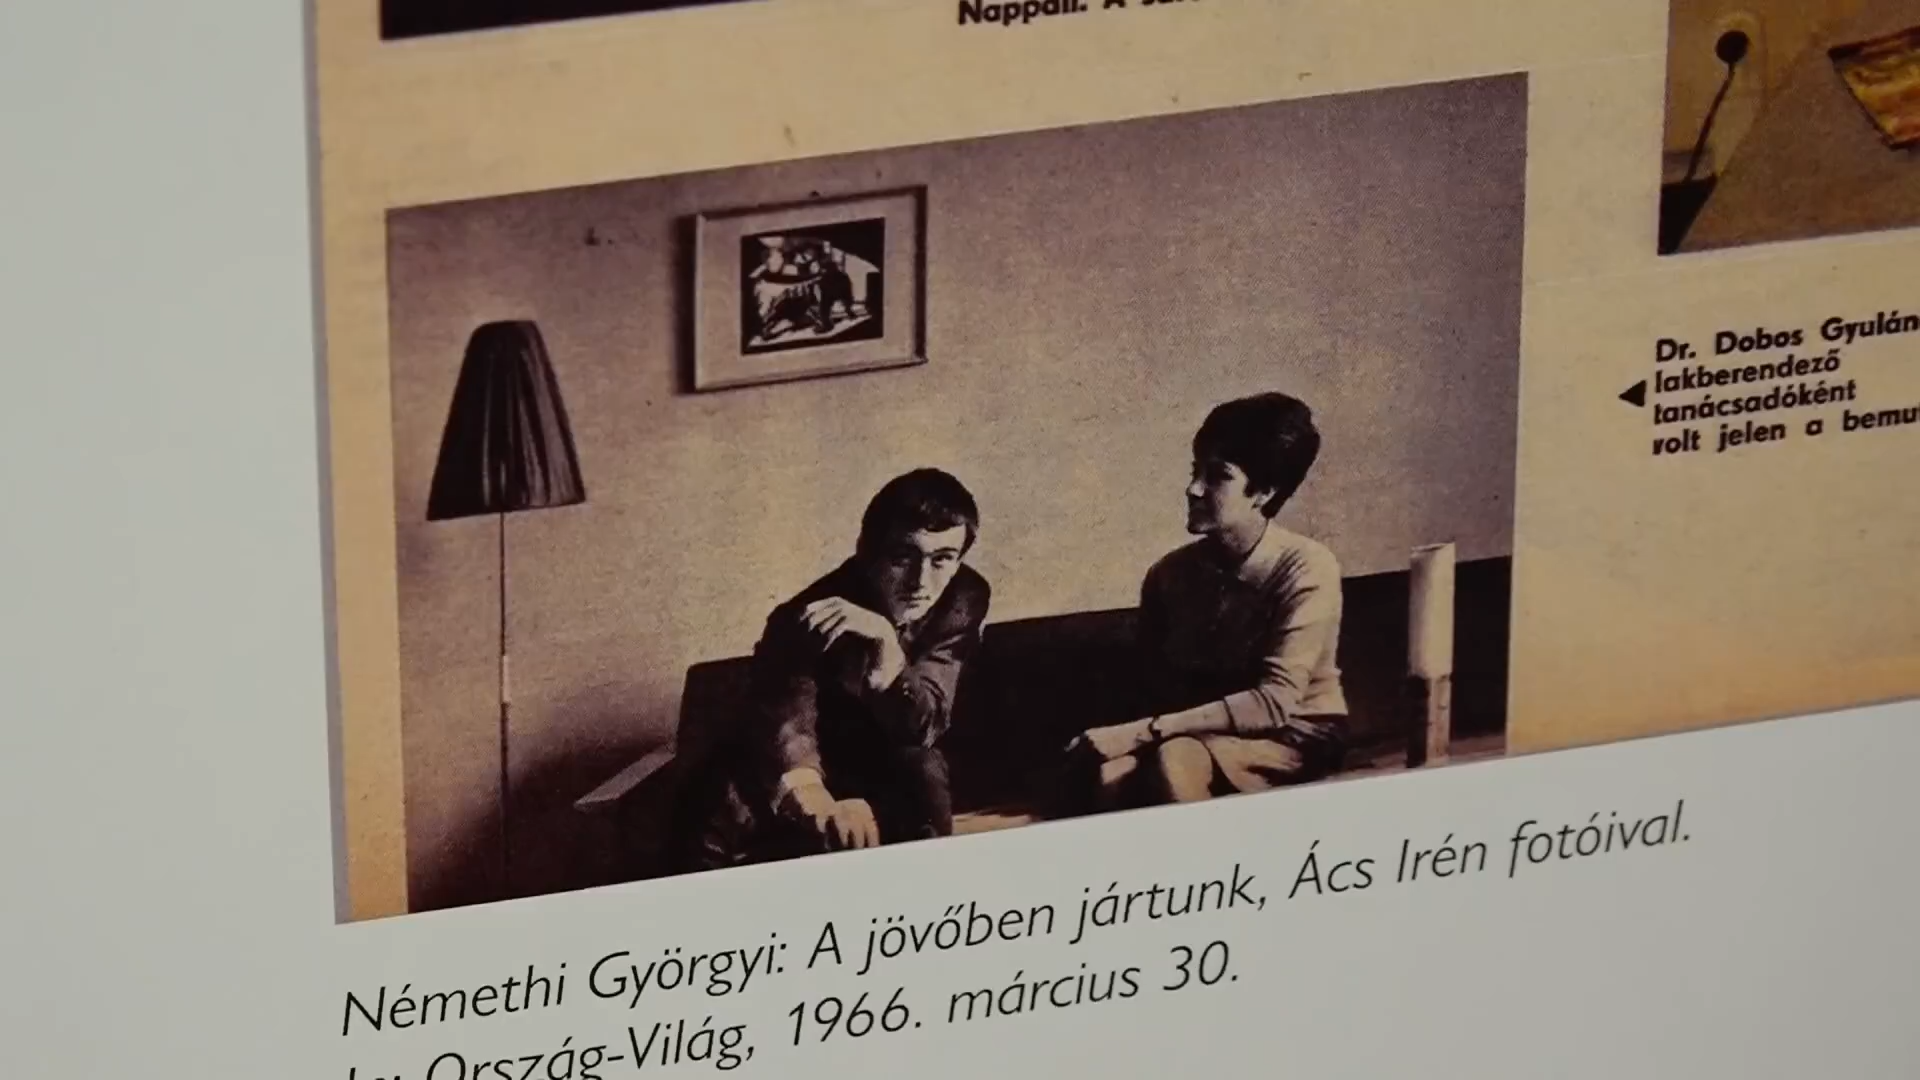 Nappali. A
Dr. Dobos Gyulán
lakberendező
tanácsadóként
volt jelen a bemu
Némethi Györgyi: A jövőben jártunk, Ács Irén fotóival.
In: Ország-Világ, 1966. március 30.